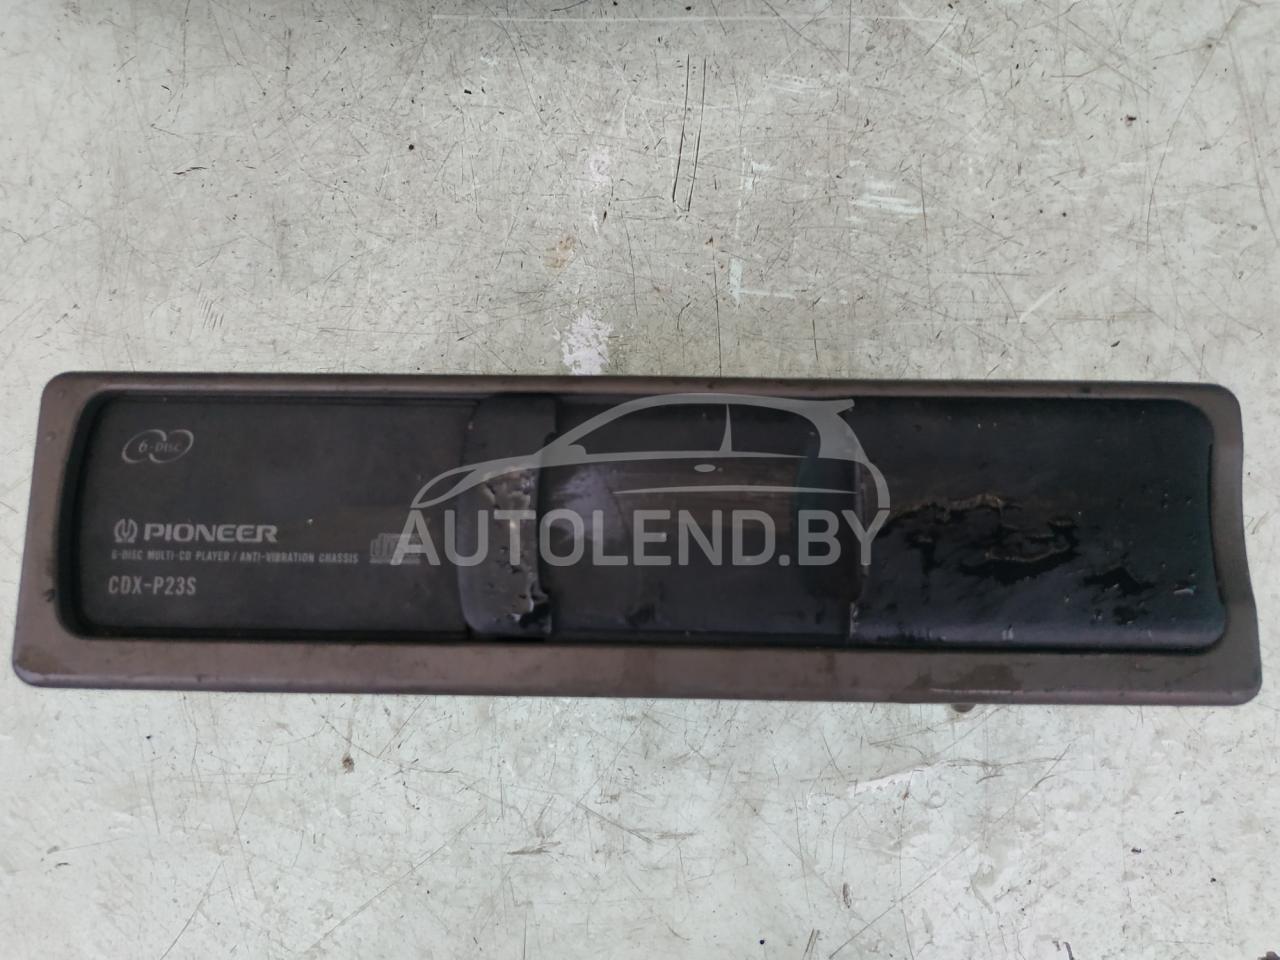 6-DISC
PIONEER
6-DISC MULTI-CD PLAYER / ANTI-VIBRATION CHASSIS
CDX-P23S
AUTOLEND.BY